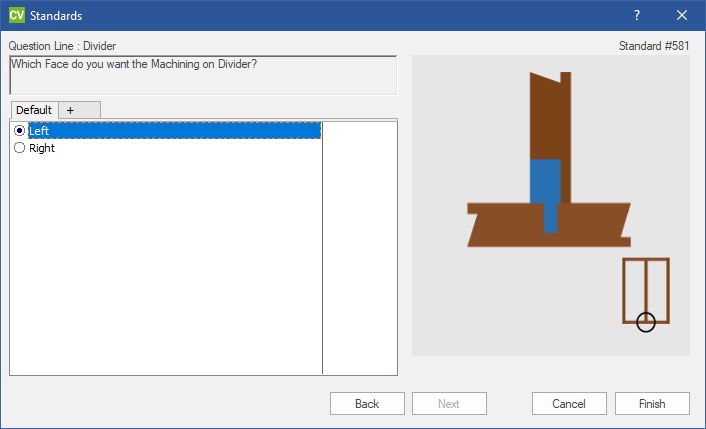 CV Standards
?
Question Line : Divider
Standard #581
Which Face do you want the Machining on Divider?
Default
+
Left
Right
Back
Next
Cancel
Finish